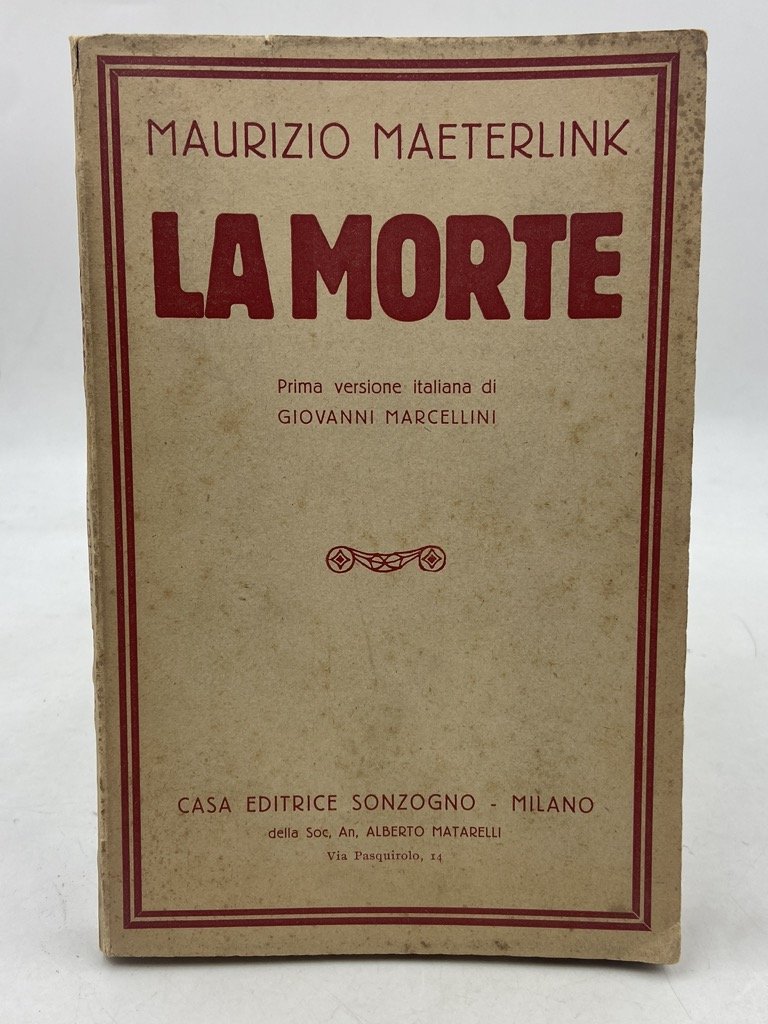 MAURIZIO MAETERLINK
LA MORTE
Prima versione italiana di
GIOVANNI MARCELLINI
CASA EDITRICE SONZOGNO - MILANO
della Soc, An, ALBERTO MATARELLI
Via Pasquirolo, 14